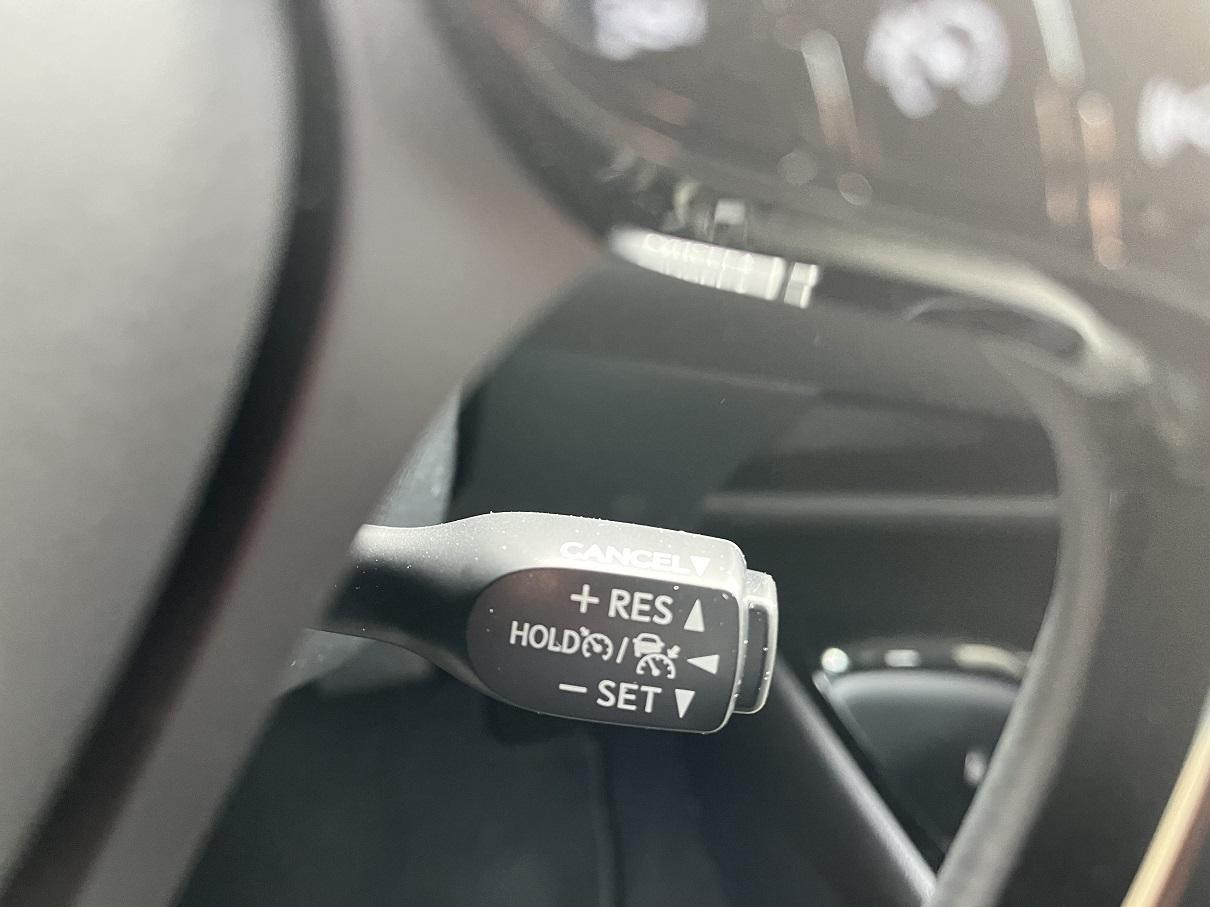 CANCEL▼
+ RES ▲
HOLD / ◀
− SET ▼